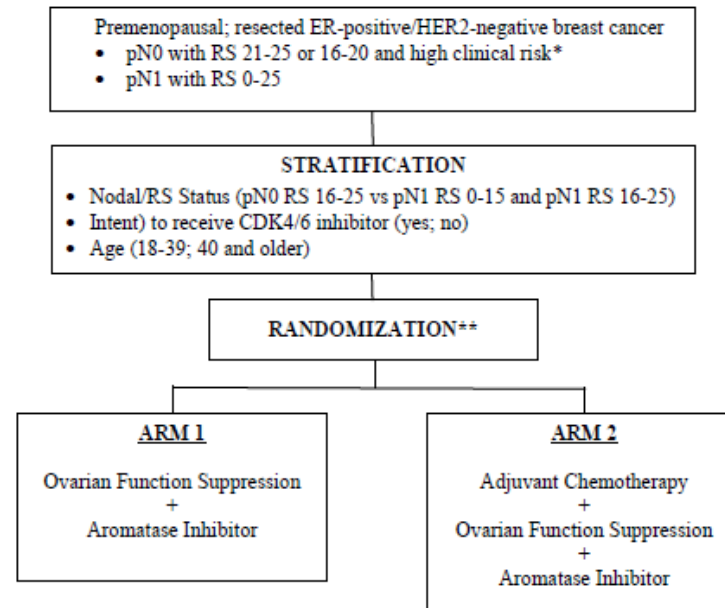 Premenopausal; resected ER-positive/HER2-negative breast cancer
• pN0 with RS 21-25 or 16-20 and high clinical risk*
• pN1 with RS 0-25
STRATIFICATION
• Nodal/RS Status (pN0 RS 16-25 vs pN1 RS 0-15 and pN1 RS 16-25)
• Intent) to receive CDK4/6 inhibitor (yes; no)
• Age (18-39; 40 and older)
RANDOMIZATION**
ARM 1
Ovarian Function Suppression
+
Aromatase Inhibitor
ARM 2
Adjuvant Chemotherapy
+
Ovarian Function Suppression
+
Aromatase Inhibitor